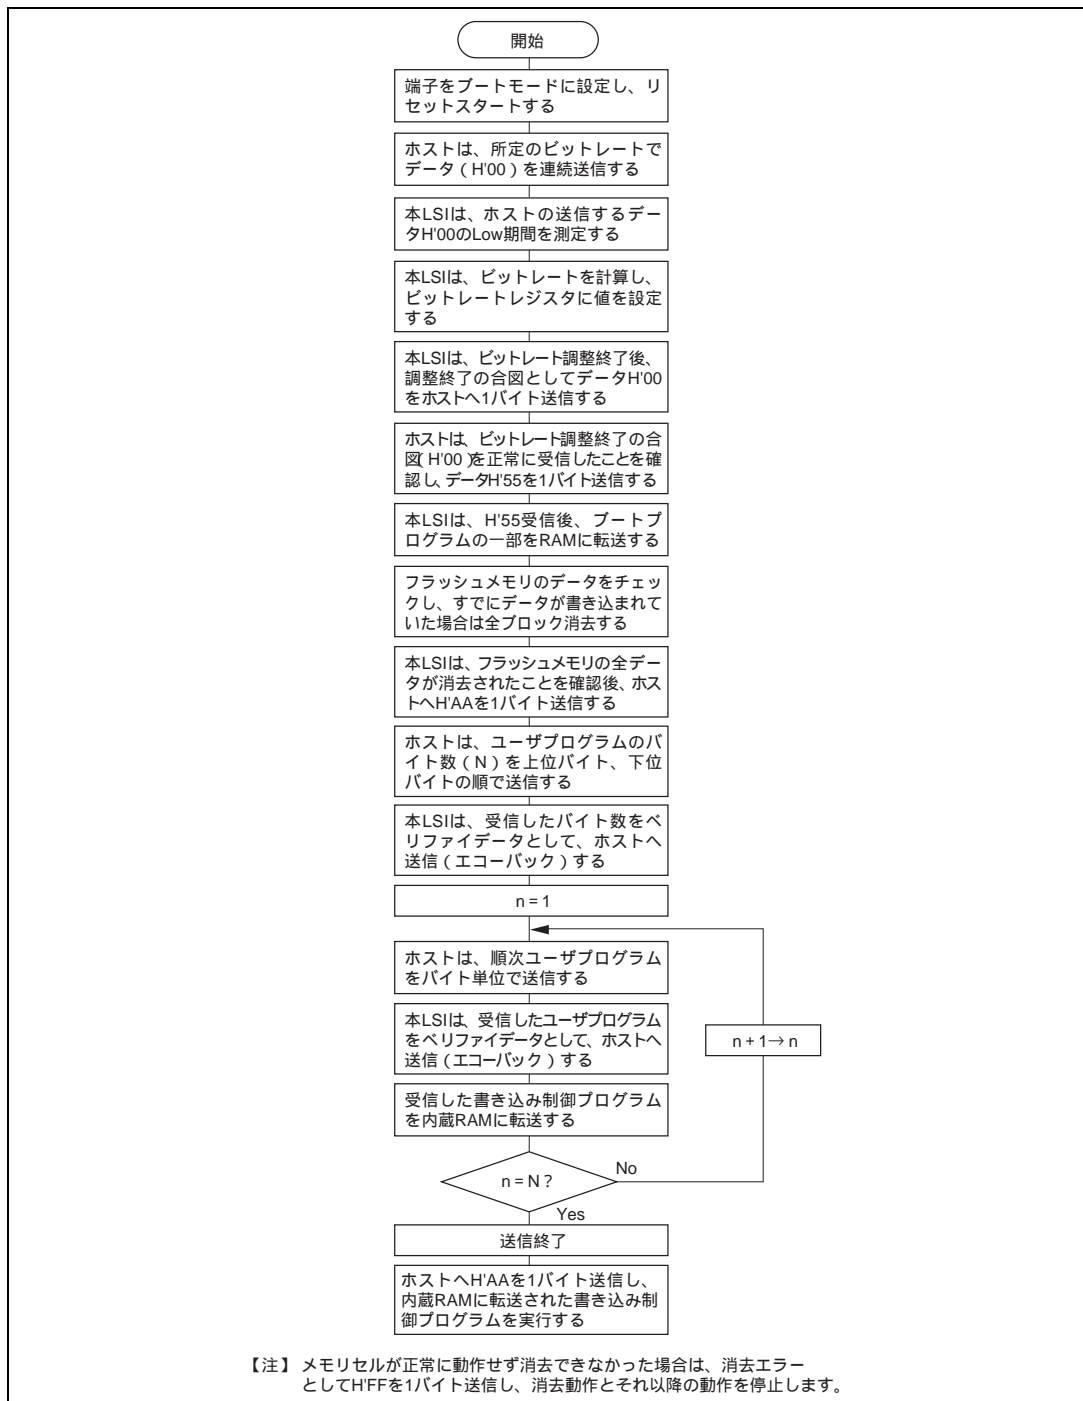 開始
端子をブートモードに設定し、リ
セットスタートする
ホストは、所定のビットレートで
データ（H'00）を連続送信する
本LSIは、ホストの送信するデー
タH'00のLow期間を測定する
本LSIは、ビットレートを計算し、
ビットレートレジスタに値を設定
する
本LSIは、ビットレート調整終了後、
調整終了の合図としてデータH'00
をホストへ1バイト送信する
ホストは、ビットレート調整終了の合
図（H'00）を正常に受信したことを確
認し、データH'55を1バイト送信する
本LSIは、H'55受信後、ブートプ
ログラムの一部をRAMに転送する
フラッシュメモリのデータをチェッ
クし、すでにデータが書き込まれて
いた場合は全ブロック消去する
本LSIは、フラッシュメモリの全デー
タが消去されたことを確認後、ホス
トへH'AAを1バイト送信する
ホストは、ユーザプログラムのバ
イト数（N）を上位バイト、下位
バイトの順で送信する
本LSIは、受信したバイト数をベ
リファイデータとして、ホストへ
送信（エコーバック）する
n = 1
ホストは、順次ユーザプログラム
をバイト単位で送信する
本LSIは、受信したユーザプログラム
をベリファイデータとして、ホストへ
送信（エコーバック）する
n + 1→ n
受信した書き込み制御プログラム
を内蔵RAMに転送する
n = N ?
No
Yes
送信終了
ホストへH'AAを1バイト送信し、
内蔵RAMに転送された書き込み制
御プログラムを実行する
【注】 メモリセルが正常に動作せず消去できなかった場合は、消去エラー
としてH'FFを1バイト送信し、消去動作とそれ以降の動作を停止します。